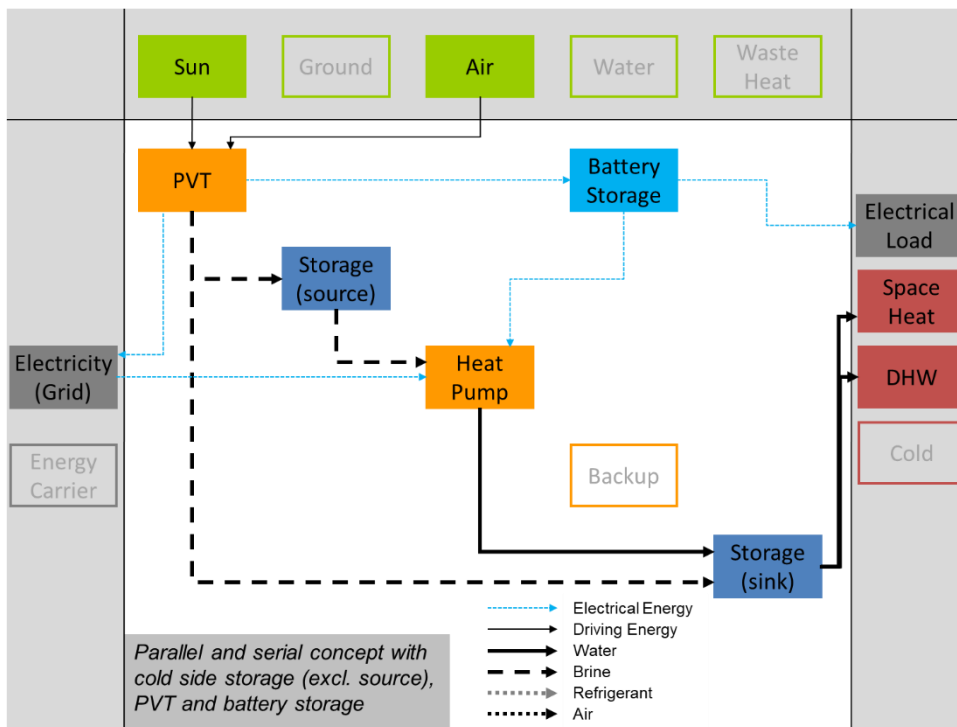 Sun
Ground
Air
Water
Waste
Heat
PVT
Battery
Storage
Electrical
Load
Storage
(source)
Space
Heat
Electricity
(Grid)
Heat
Pump
DHW
Energy
Carrier
Backup
Cold
Storage
(sink)
Electrical Energy
Driving Energy
Water
Brine
Refrigerant
Air
Parallel and serial concept with
cold side storage (excl. source),
PVT and battery storage